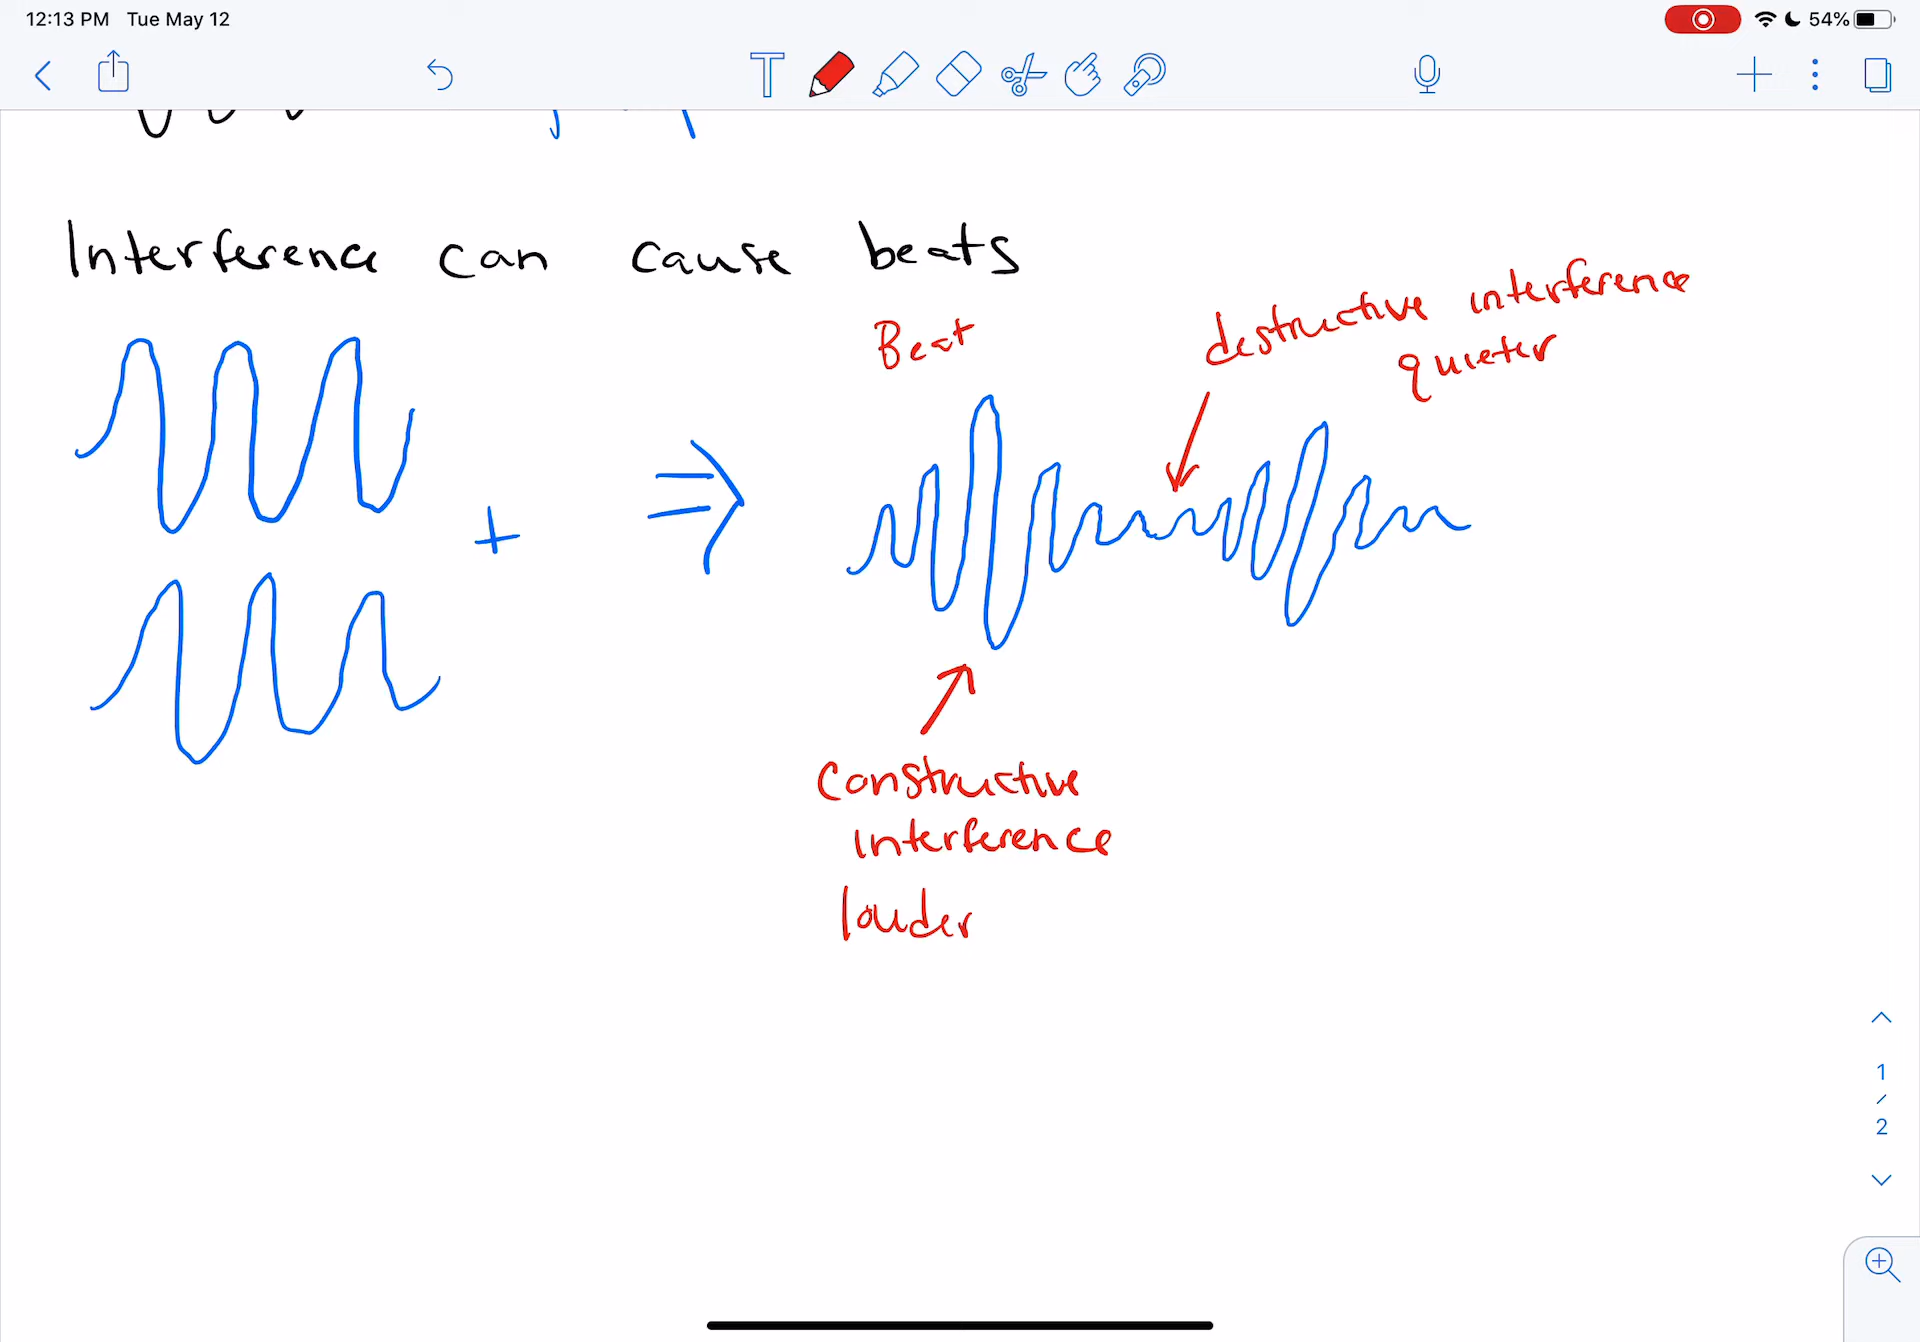 12:13 PM Tue May 12
54%
T
Interference can cause beats
Beat
destructive interference
quieter
+
⇒
Constructive
interference
louder
1
/
2